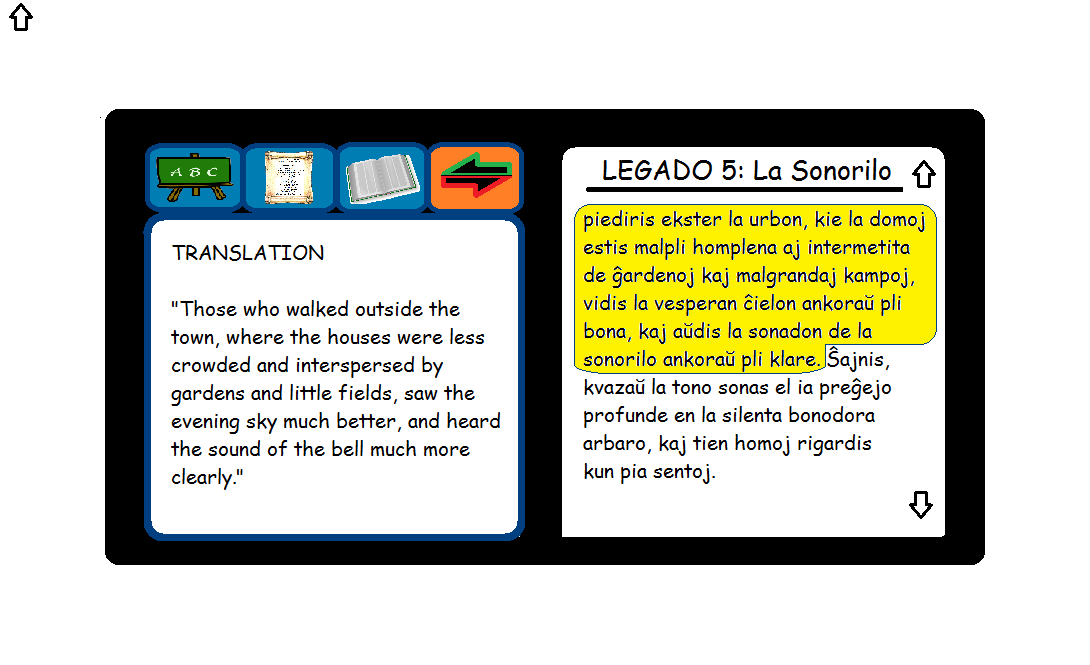 A B C
TRANSLATION
"Those who walked outside the
town, where the houses were less
crowded and interspersed by
gardens and little fields, saw the
evening sky much better, and heard
the sound of the bell much more
clearly."
LEGADO 5: La Sonorilo
piediris ekster la urbon, kie la domoj
estis malpli homplena aj intermetita
de ĝardenoj kaj malgrandaj kampoj,
vidis la vesperan ĉielon ankoraŭ pli
bona, kaj aŭdis la sonadon de la
sonorilo ankoraŭ pli klare. Ŝajnis,
kvazaŭ la tono sonas el ia preĝejo
profunde en la silenta bonodora
arbaro, kaj tien homoj rigardis
kun pia sentoj.